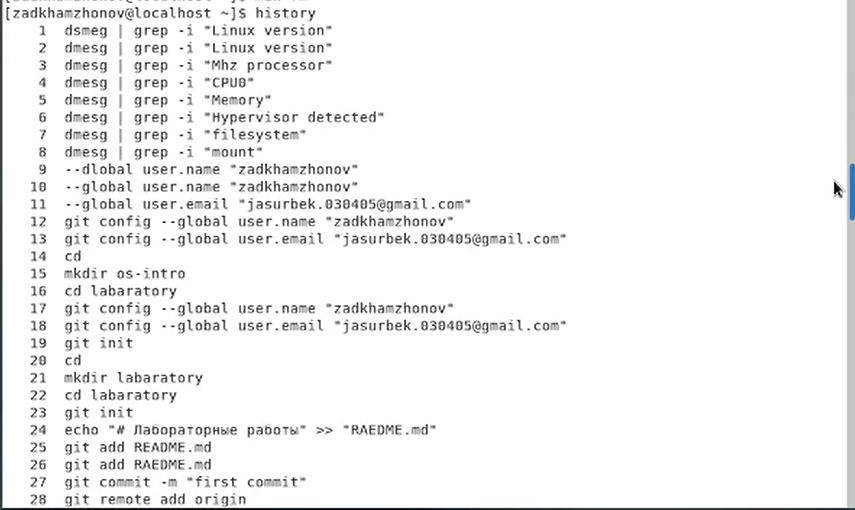 [zadkhamzhonov@localhost ~]$ history
1 dsmeg | grep -i "Linux version"
2 dmesg | grep -i "Linux version"
3 dmesg | grep -i "Mhz processor"
4 dmesg | grep -i "CPU0"
5 dmesg | grep -i "Memory"
6 dmesg | grep -i "Hypervisor detected"
7 dmesg | grep -i "filesystem"
8 dmesg | grep -i "mount"
9 --dlobal user.name "zadkhamzhonov"
10 --global user.name "zadkhamzhonov"
11 --global user.email "jasurbek.030405@gmail.com"
12 git config --global user.name "zadkhamzhonov"
13 git config --global user.email "jasurbek.030405@gmail.com"
14 cd
15 mkdir os-intro
16 cd labaratory
17 git config --global user.name "zadkhamzhonov"
18 git config --global user.email "jasurbek.030405@gmail.com"
19 git init
20 cd
21 mkdir labaratory
22 cd labaratory
23 git init
24 echo "# Лабораторные работы" >> "RAEDME.md"
25 git add README.md
26 git add RAEDME.md
27 git commit -m "first commit"
28 git remote add origin